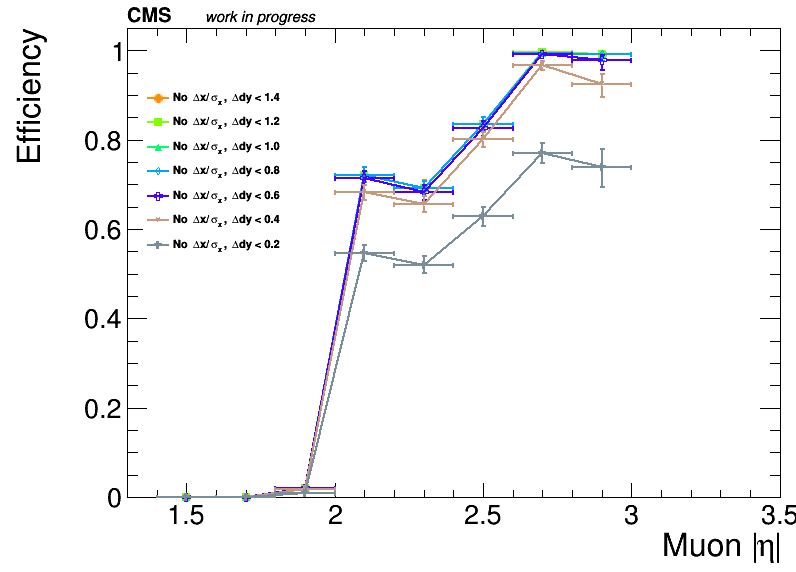 CMS work in progress
Efficiency
1
0.8
0.6
0.4
0.2
0
No Δx/σx, Δdy < 1.4
No Δx/σx, Δdy < 1.2
No Δx/σx, Δdy < 1.0
No Δx/σx, Δdy < 0.8
No Δx/σx, Δdy < 0.6
No Δx/σx, Δdy < 0.4
No Δx/σx, Δdy < 0.2
1.5 2 2.5 3 3.5
Muon |η|